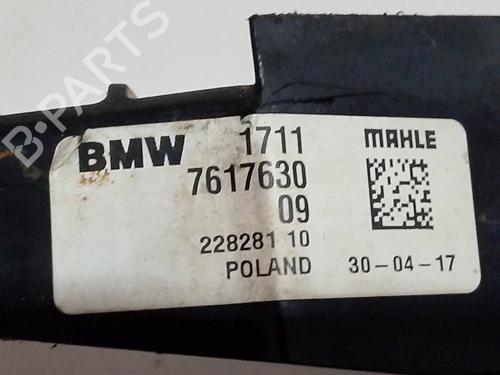 B-PARTS
BMW 1711 MAHLE
7617630
09
228281 10
POLAND 30-04-17